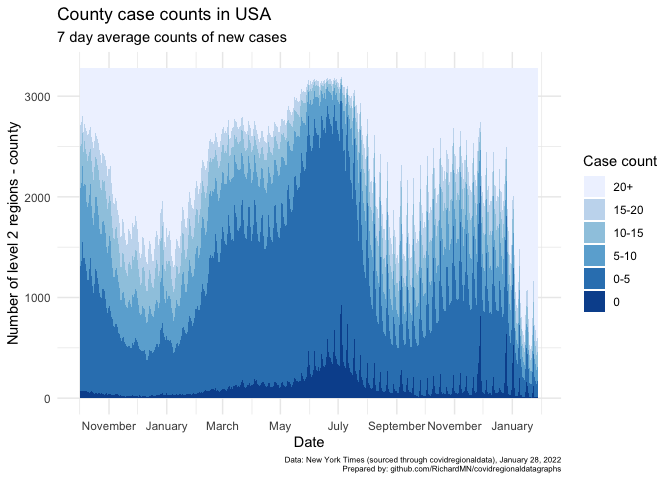 County case counts in USA
7 day average counts of new cases
Number of level 2 regions - county
3000
2000
1000
0
November January March May July September November January
Date
Case count
20+
15-20
10-15
5-10
0-5
0
Data: New York Times (sourced through covidregionaldata), January 28, 2022
Prepared by: github.com/RichardMN/covidregionaldatagraphs